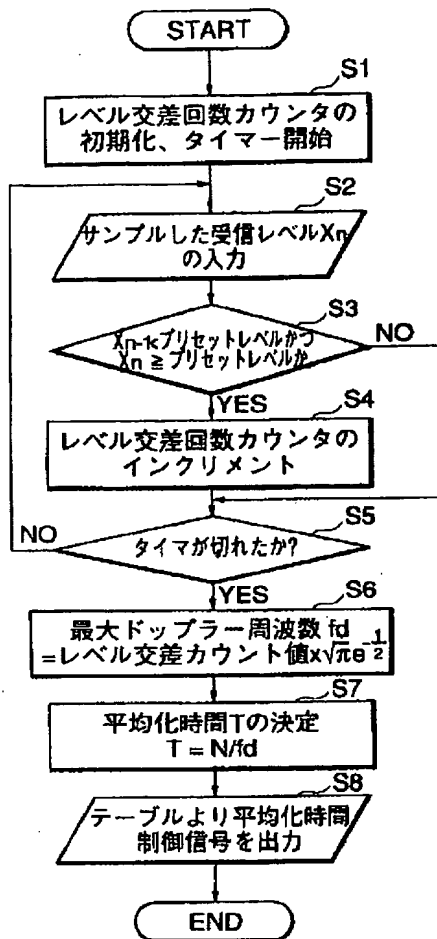 START
S1
レベル交差回数カウンタの
初期化、タイマー開始
S2
サンプルした受信レベルXn
の入力
S3
Xn-1<プリセットレベルかつ
Xn ≧ プリセットレベルか
NO
YES
S4
レベル交差回数カウンタの
インクリメント
S5
タイマが切れたか?
NO
YES
S6
最大ドップラー周波数 fd
=レベル交差カウント値x√πe^-1/2
S7
平均化時間Tの決定
T = N/fd
S8
テーブルより平均化時間
制御信号を出力
END